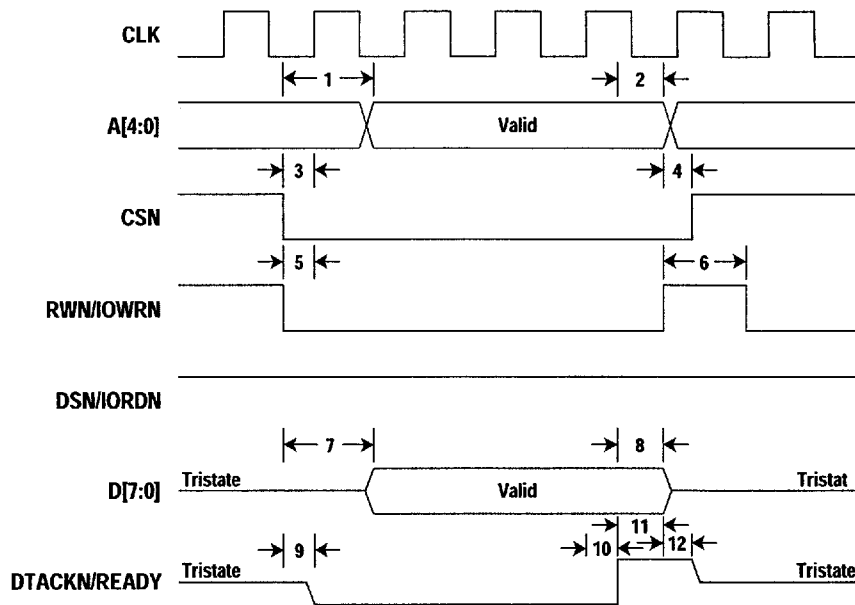 CLK
1
2
A[4:0]
Valid
3
4
CSN
5
6
RWN/IOWRN
DSN/IORDN
7
8
Tristate
D[7:0]
Valid
Tristat
9
10
11
12
Tristate
DTACKN/READY
Tristate